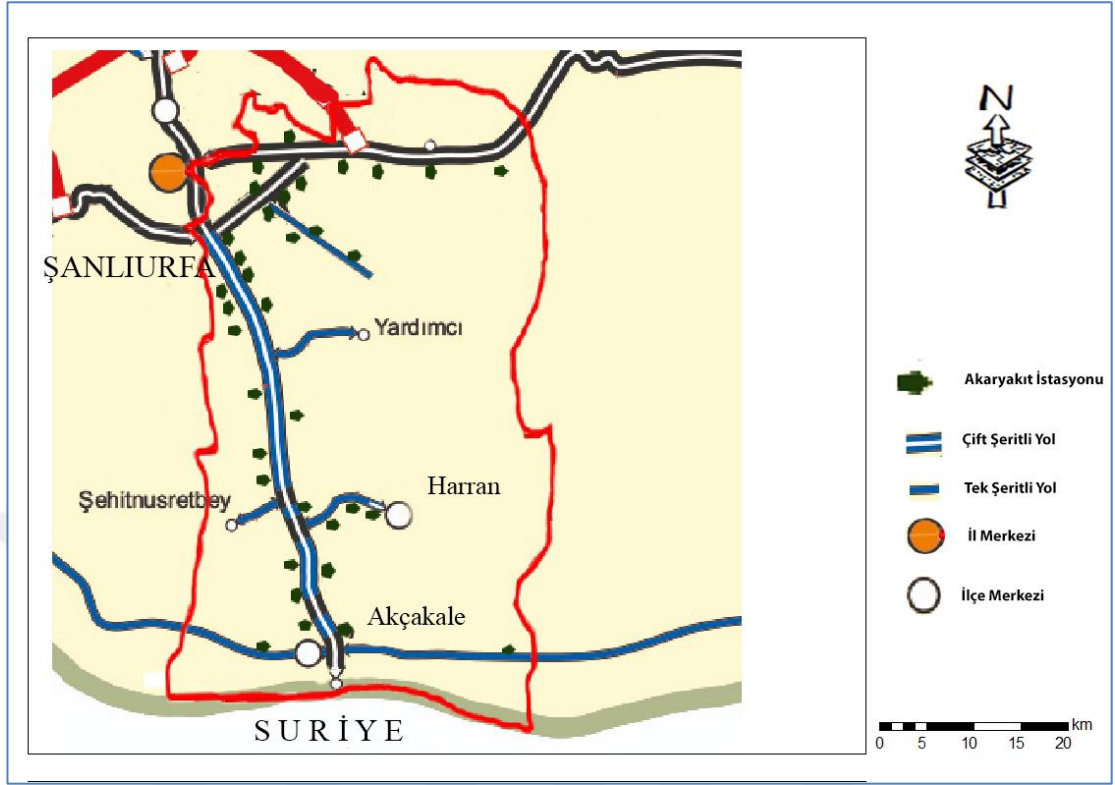 N
ŞANLIURFA
Yardımcı
Harran
Şehitnusretbey
Akçakale
SURİYE
Akaryakıt İstasyonu
Çift Şeritli Yol
Tek Şeritli Yol
İl Merkezi
İlçe Merkezi
km
0 5 10 15 20